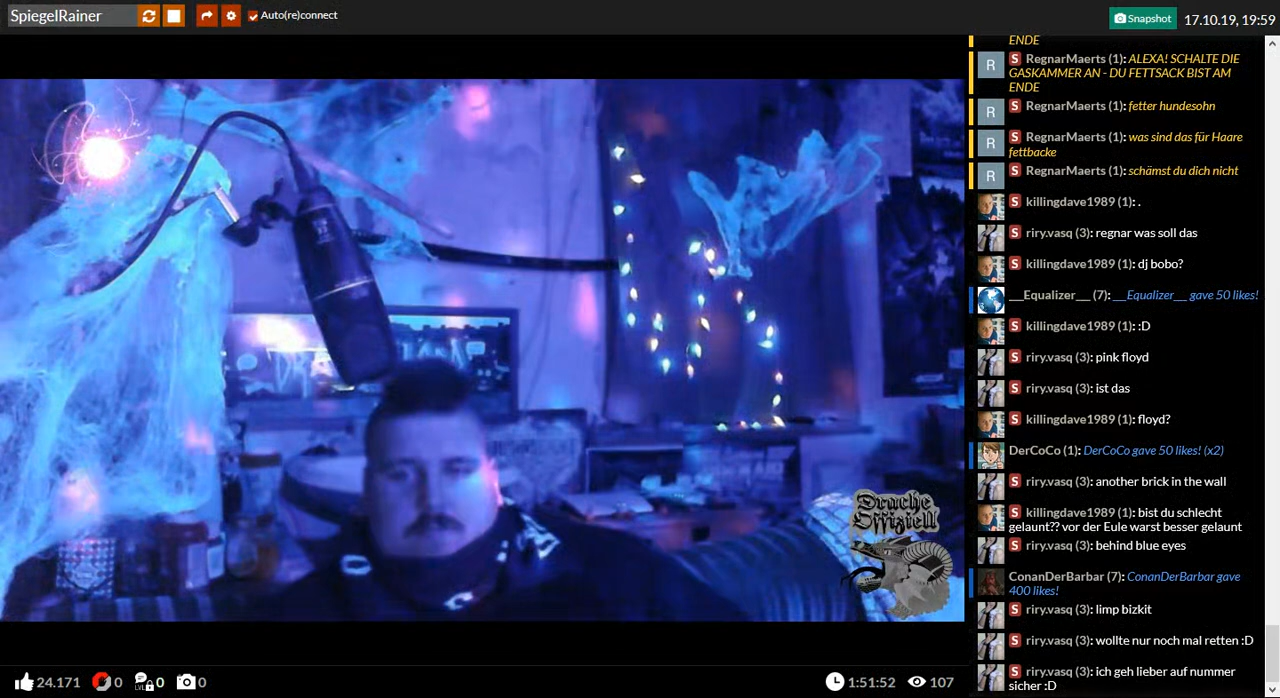 SpiegelRainer
Auto(re)connect
Snapshot
17.10.19, 19:59
ENDE
R S RegnarMaerts (1): ALEXA! SCHALTE DIE
GASKAMMER AN - DU FETTSACK BIST AM
ENDE
R S RegnarMaerts (1): fetter hundesohn
R S RegnarMaerts (1): was sind das für Haare
fettbacke
R S RegnarMaerts (1): schämst du dich nicht
S killingdave1989 (1): .
S riry.vasq (3): regnar was soll das
S killingdave1989 (1): dj bobo?
___Equalizer___ (7): ___Equalizer___ gave 50 likes!
S killingdave1989 (1): :D
S riry.vasq (3): pink floyd
S riry.vasq (3): ist das
S killingdave1989 (1): floyd?
DerCoCo (1): DerCoCo gave 50 likes! (x2)
S riry.vasq (3): another brick in the wall
S killingdave1989 (1): bist du schlecht
gelaunt?? vor der Eule warst besser gelaunt
S riry.vasq (3): behind blue eyes
ConanDerBarbar (7): ConanDerBarbar gave
400 likes!
S riry.vasq (3): limp bizkit
S riry.vasq (3): wollte nur noch mal retten :D
S riry.vasq (3): ich geh lieber auf nummer
sicher :D
Drache
Offiziell
24.171
0
LVL 0
0
1:51:52
107